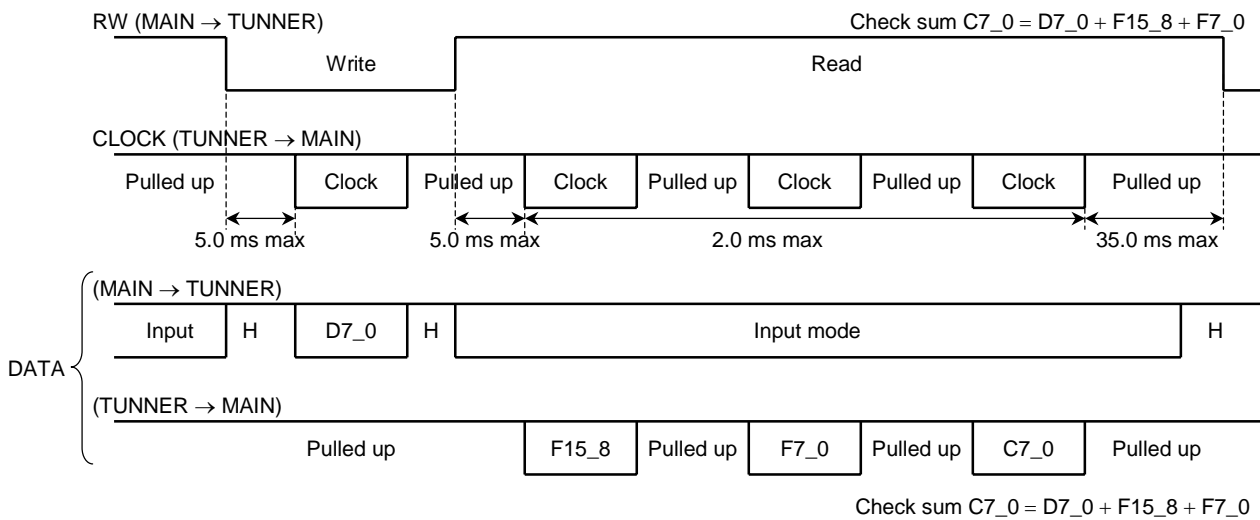 RW (MAIN → TUNNER) Check sum C7_0 = D7_0 + F15_8 + F7_0
Write Read
CLOCK (TUNNER → MAIN)
Pulled up Clock Pulled up Clock Pulled up Clock Pulled up Clock Pulled up
5.0 ms max 5.0 ms max 2.0 ms max 35.0 ms max
(MAIN → TUNNER)
Input H D7_0 H Input mode H
DATA
(TUNNER → MAIN)
Pulled up F15_8 Pulled up F7_0 Pulled up C7_0 Pulled up
Check sum C7_0 = D7_0 + F15_8 + F7_0